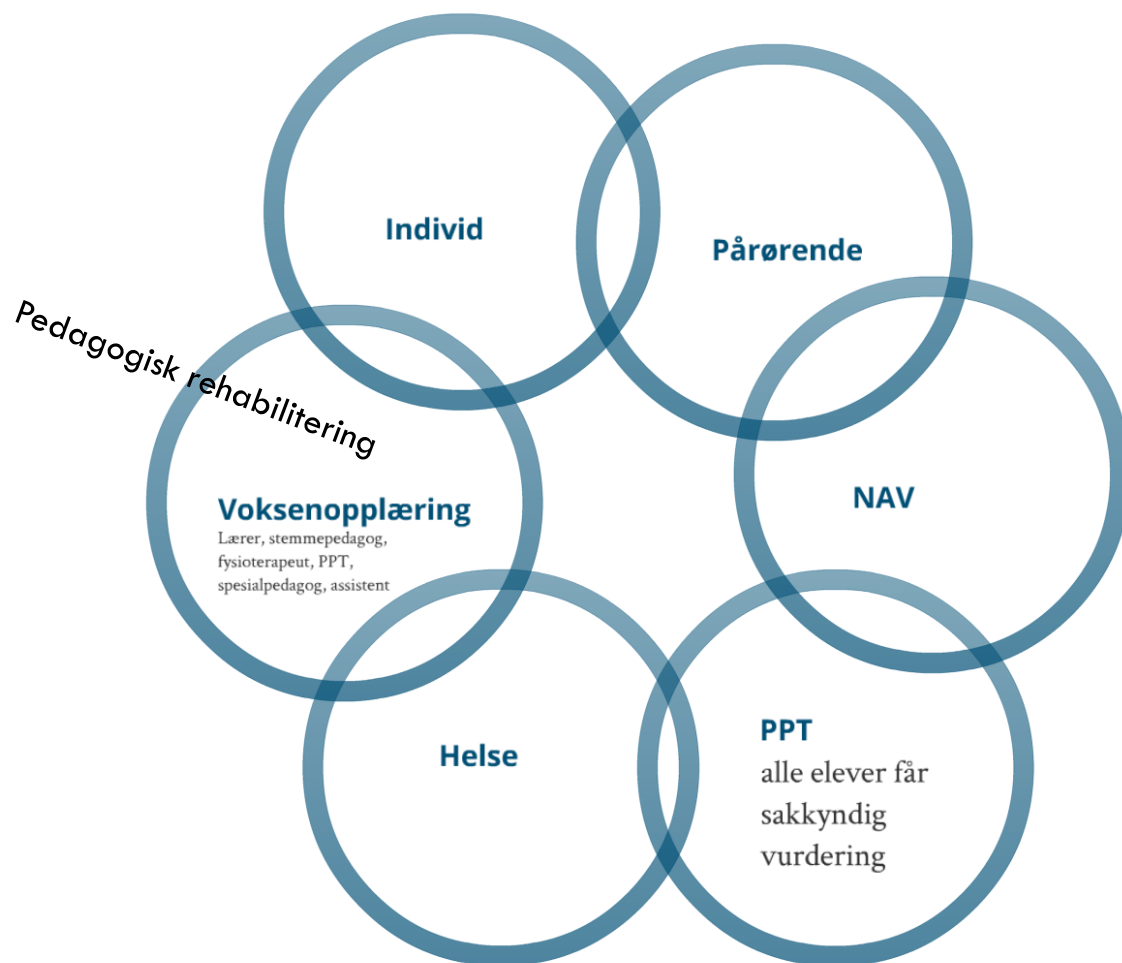 Individ
Pårørende
Pedagogisk rehabilitering
NAV
Voksenopplæring
Lærer, stemmepedagog,
fysioterapeut, PPT,
spesialpedagog, assistent
Helse
PPT
alle elever får
sakkyndig
vurdering